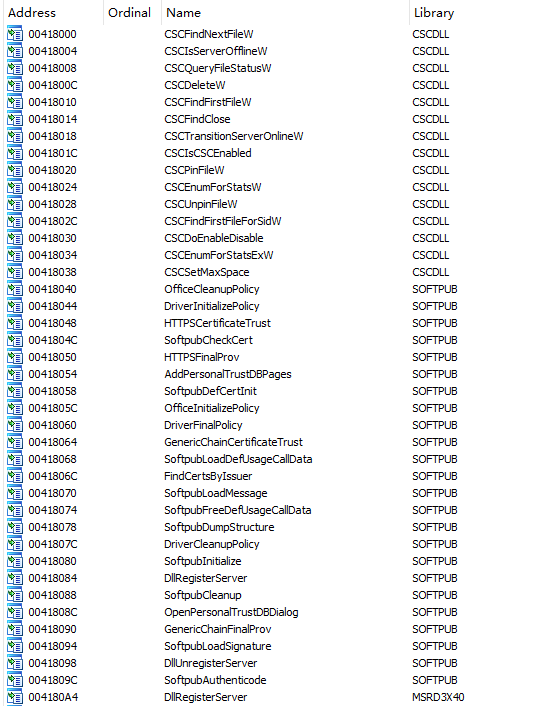 Address Ordinal Name Library
00418000 CSCFindNextFileW CSCDLL
00418004 CSCIsServerOfflineW CSCDLL
00418008 CSCQueryFileStatusW CSCDLL
0041800C CSCDeleteW CSCDLL
00418010 CSCFindFirstFileW CSCDLL
00418014 CSCFindClose CSCDLL
00418018 CSCTransitionServerOnlineW CSCDLL
0041801C CSCIsCSCEnabled CSCDLL
00418020 CSCPinFileW CSCDLL
00418024 CSCEnumForStatsW CSCDLL
00418028 CSCUnpinFileW CSCDLL
0041802C CSCFindFirstFileForSidW CSCDLL
00418030 CSCDoEnableDisable CSCDLL
00418034 CSCEnumForStatsExW CSCDLL
00418038 CSCSetMaxSpace CSCDLL
00418040 OfficeCleanupPolicy SOFTPUB
00418044 DriverInitializePolicy SOFTPUB
00418048 HTTPSCertificateTrust SOFTPUB
0041804C SoftpubCheckCert SOFTPUB
00418050 HTTPSFinalProv SOFTPUB
00418054 AddPersonalTrustDBPages SOFTPUB
00418058 SoftpubDefCertInit SOFTPUB
0041805C OfficeInitializePolicy SOFTPUB
00418060 DriverFinalPolicy SOFTPUB
00418064 GenericChainCertificateTrust SOFTPUB
00418068 SoftpubLoadDefUsageCallData SOFTPUB
0041806C FindCertsByIssuer SOFTPUB
00418070 SoftpubLoadMessage SOFTPUB
00418074 SoftpubFreeDefUsageCallData SOFTPUB
00418078 SoftpubDumpStructure SOFTPUB
0041807C DriverCleanupPolicy SOFTPUB
00418080 SoftpubInitialize SOFTPUB
00418084 DllRegisterServer SOFTPUB
00418088 SoftpubCleanup SOFTPUB
0041808C OpenPersonalTrustDBDialog SOFTPUB
00418090 GenericChainFinalProv SOFTPUB
00418094 SoftpubLoadSignature SOFTPUB
00418098 DllUnregisterServer SOFTPUB
0041809C SoftpubAuthenticode SOFTPUB
004180A4 DllRegisterServer MSRD3X40